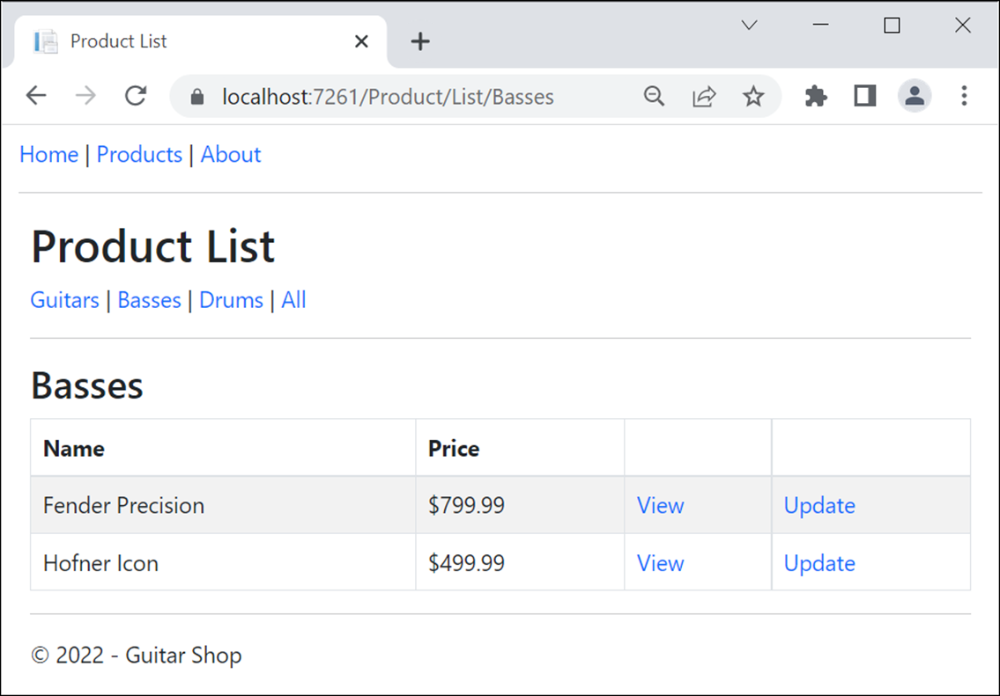 Product List
localhost:7261/Product/List/Basses
Home | Products | About
Product List
Guitars | Basses | Drums | All
Basses
Name Price
Fender Precision $799.99 View Update
Hofner Icon $499.99 View Update
© 2022 - Guitar Shop